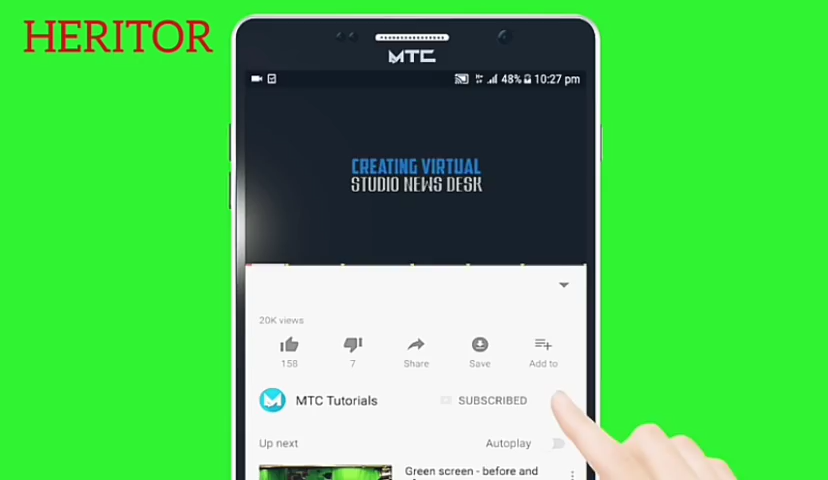 HERITOR
MTC
48% 10:27 pm
CREATING VIRTUAL
STUDIO NEWS DESK
20K views
158
7
Share
Save
Add to
MTC Tutorials
SUBSCRIBED
Up next
Autoplay
Green screen - before and